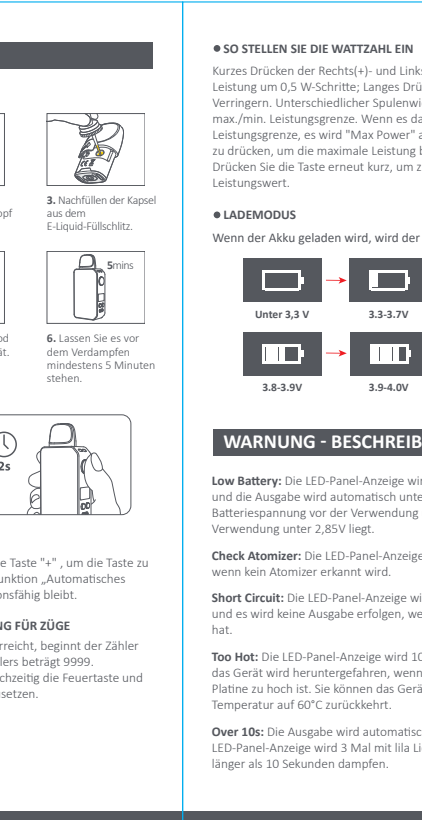 3. Nachfüllen der Kapsel
aus dem
E-Liquid-Füllschlitz.
5mins
6. Lassen Sie es vor
dem Verdampfen
mindestens 5 Minuten
stehen.
2s
e Taste "+" , um die Taste zu
unktion „Automatisches
onsfähig bleibt.
G FÜR ZÜGE
rreicht, beginnt der Zähler
lers beträgt 9999.
chzeitig die Feuertaste und
setzen.
● SO STELLEN SIE DIE WATTZAHL EIN
Kurzes Drücken der Rechts(+)- und Links
Leistung um 0,5 W-Schritte; Langes Drü
Verringern. Unterschiedlicher Spulenwi
max./min. Leistungsgrenze. Wenn es da
Leistungsgrenze, es wird "Max Power" a
zu drücken, um die maximale Leistung b
Drücken Sie die Taste erneut kurz, um z
Leistungswert.
● LADEMODUS
Wenn der Akku geladen wird, wird der
Unter 3,3 V 3.3-3.7V
3.8-3.9V 3.9-4.0V
WARNUNG - BESCHREIB
Low Battery: Die LED-Panel-Anzeige wir
und die Ausgabe wird automatisch unte
Batteriespannung vor der Verwendung
Verwendung unter 2,85V liegt.
Check Atomizer: Die LED-Panel-Anzeige
wenn kein Atomizer erkannt wird.
Short Circuit: Die LED-Panel-Anzeige wi
und es wird keine Ausgabe erfolgen, we
hat.
Too Hot: Die LED-Panel-Anzeige wird 10
das Gerät wird heruntergefahren, wenn
Platine zu hoch ist. Sie können das Gerä
Temperatur auf 60°C zurückkehrt.
Over 10s: Die Ausgabe wird automatisc
LED-Panel-Anzeige wird 3 Mal mit lila Li
länger als 10 Sekunden dampfen.